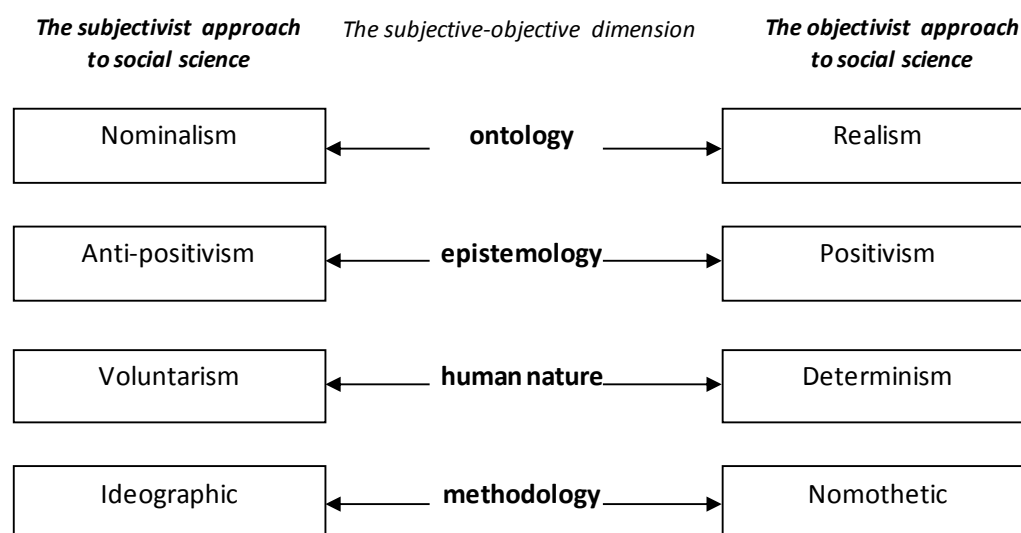 The subjectivist approach
to social science
The subjective-objective dimension
The objectivist approach
to social science
Nominalism
ontology
Realism
Anti-positivism
epistemology
Positivism
Voluntarism
human nature
Determinism
Ideographic
methodology
Nomothetic